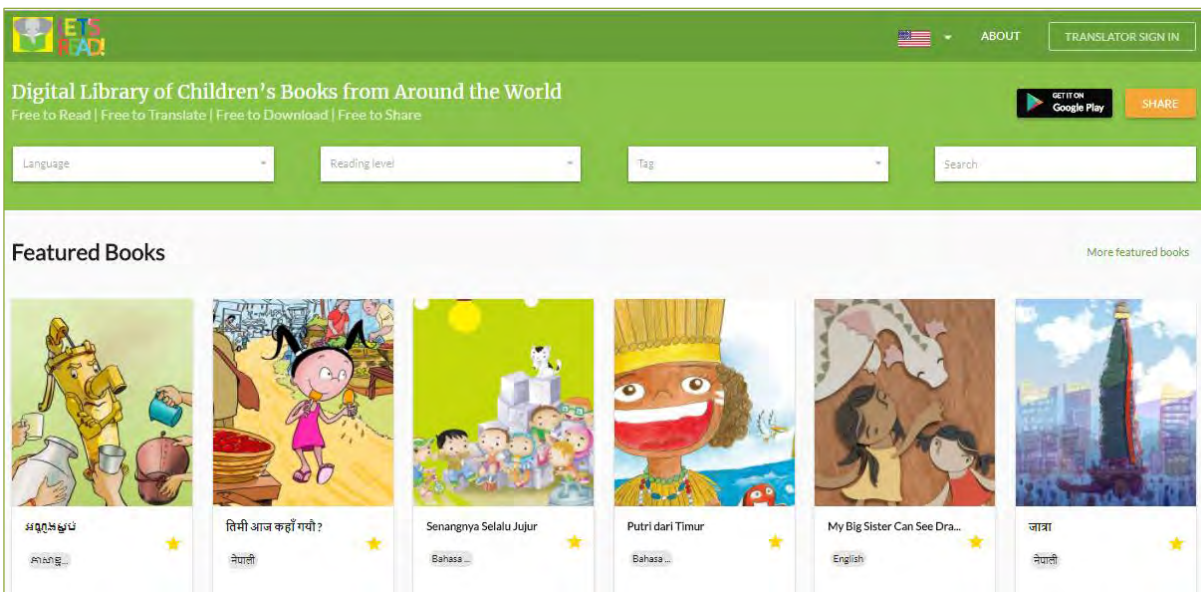 LET'S
READ!
ABOUT
TRANSLATOR SIGN IN
Digital Library of Children's Books from Around the World
Free to Read | Free to Translate | Free to Download | Free to Share
GET IT ON
Google Play
SHARE
Language
Reading level
Tag
Search
Featured Books
More featured books
तिमी आज कहाँ गयौ?
Senangnya Selalu Jujur
Putri dari Timur
My Big Sister Can See Dra...
जात्रा
नेपाली
Bahasa ...
Bahasa ...
English
नेपाली